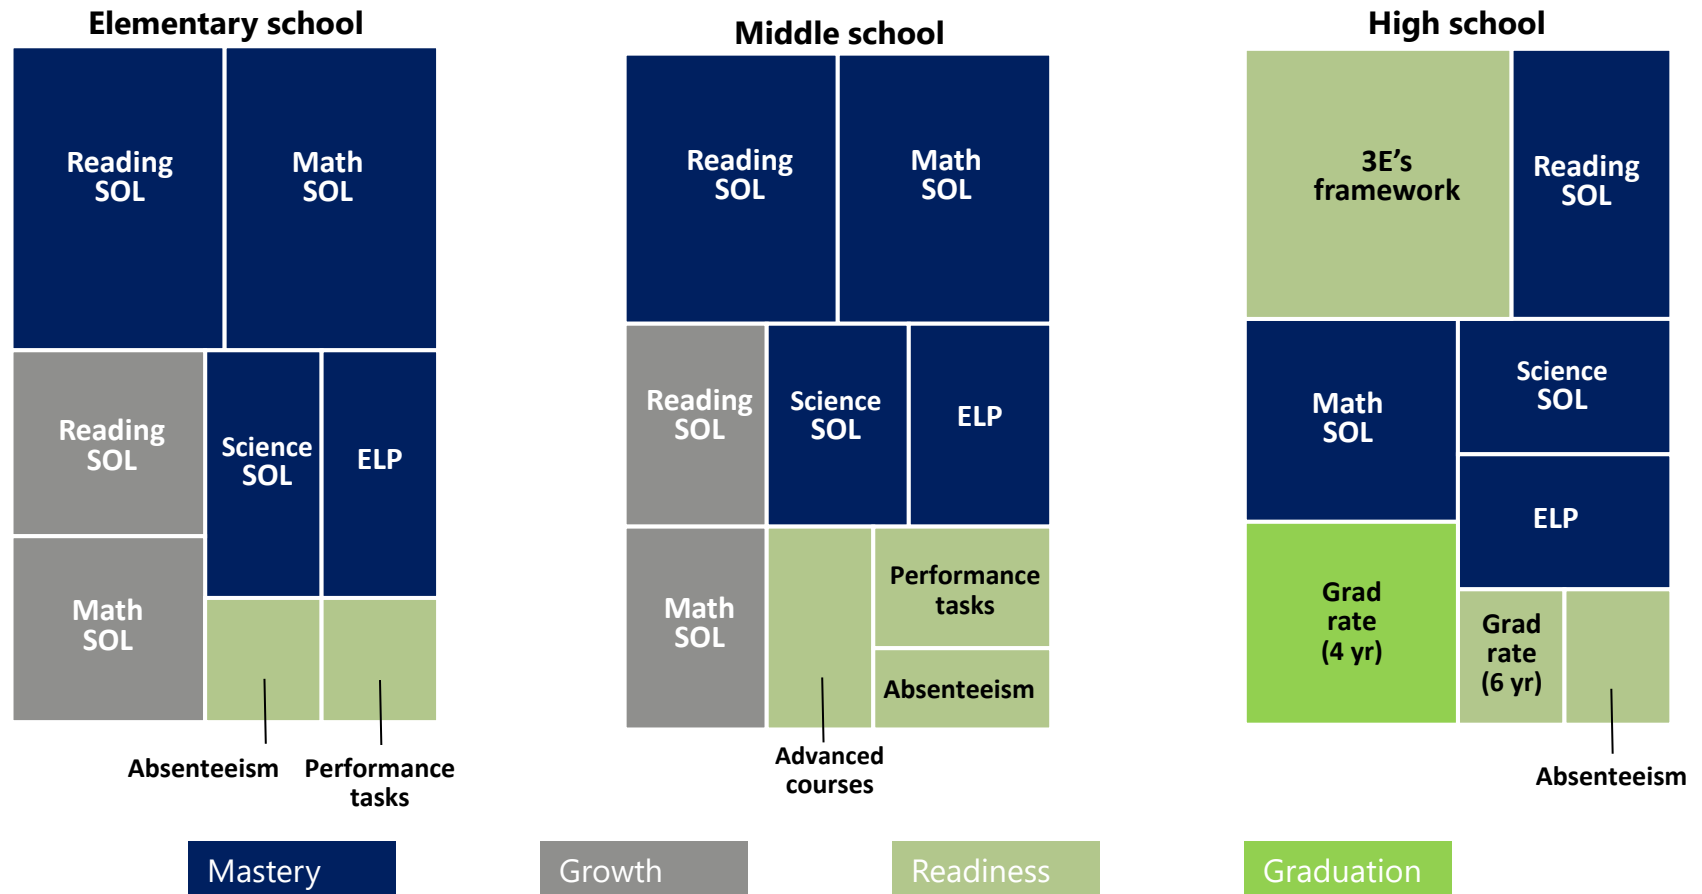 Elementary school
Reading
SOL
Math
SOL
Reading
SOL
Science
SOL
ELP
Math
SOL
Absenteeism
Performance
tasks
Middle school
Reading
SOL
Math
SOL
Reading
SOL
Science
SOL
ELP
Math
SOL
Performance
tasks
Absenteeism
Advanced
courses
High school
3E's
framework
Reading
SOL
Math
SOL
Science
SOL
ELP
Grad
rate
(4 yr)
Grad
rate
(6 yr)
Absenteeism
Mastery
Growth
Readiness
Graduation